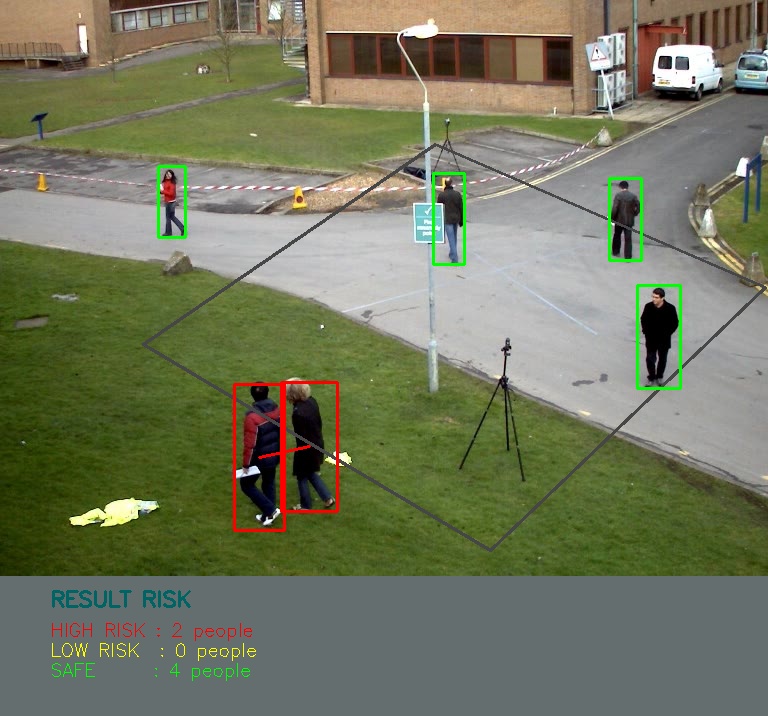 RESULT RISK
HIGH RISK : 2 people
LOW RISK : 0 people
SAFE : 4 people